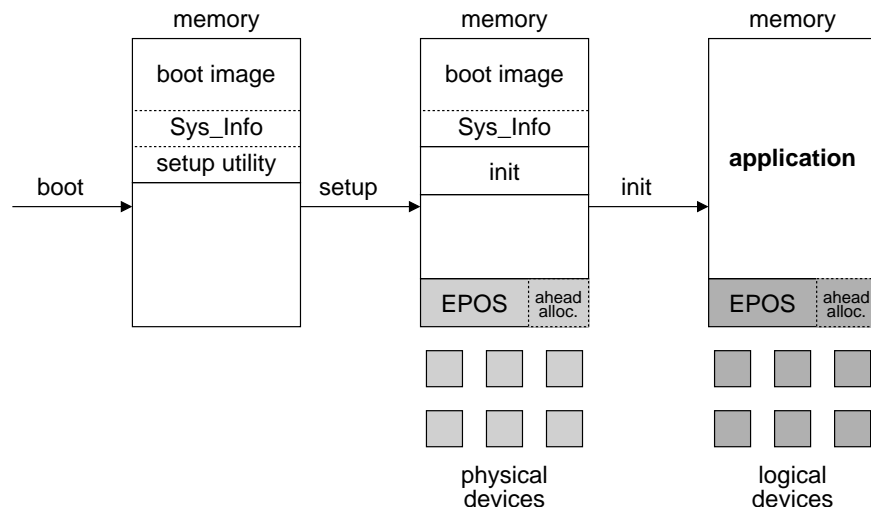 memory
memory
memory
boot image
Sys_Info
setup utility
boot
setup
boot image
Sys_Info
init
EPOS
ahead
alloc.
init
application
EPOS
ahead
alloc.
physical
devices
logical
devices